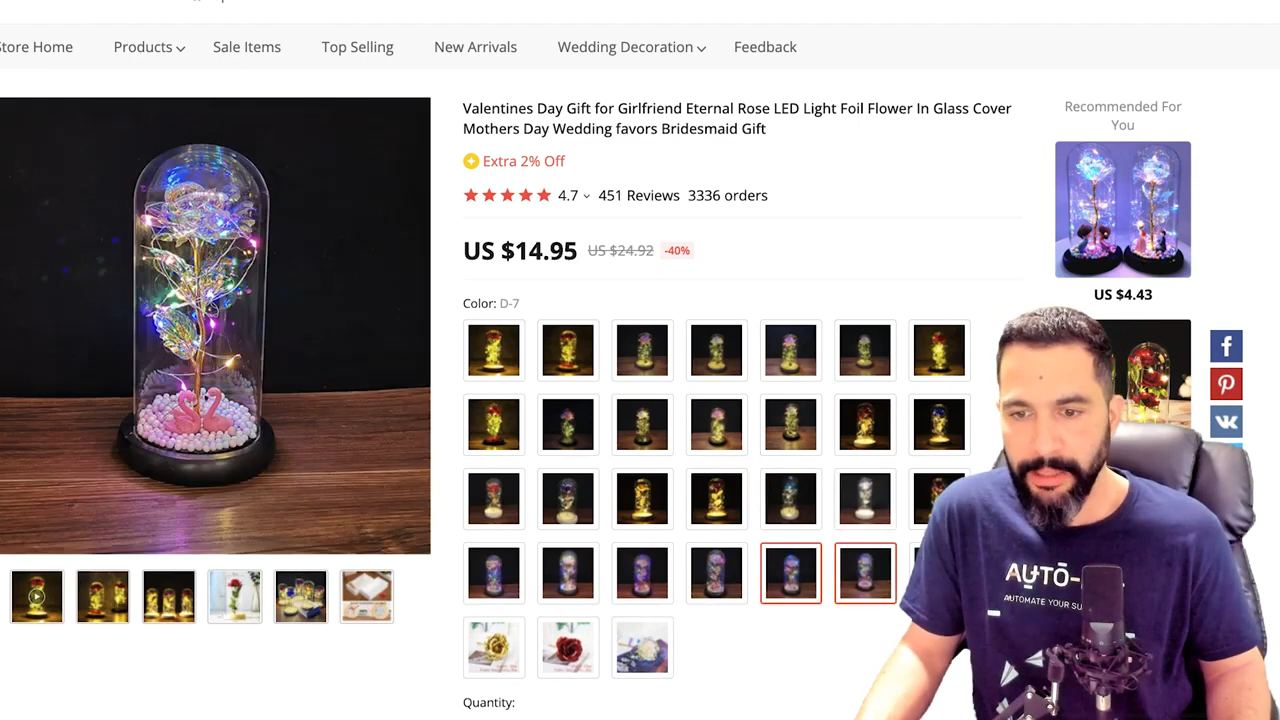 Store Home Products Sale Items Top Selling New Arrivals Wedding Decoration Feedback
Valentines Day Gift for Girlfriend Eternal Rose LED Light Foil Flower In Glass Cover
Mothers Day Wedding favors Bridesmaid Gift
Extra 2% Off
4.7 451 Reviews 3336 orders
US $14.95 US $24.92 -40%
Color: D-7
Quantity:
Recommended For
You
US $4.43
AUTŌ-
AUTOMATE YOUR SU